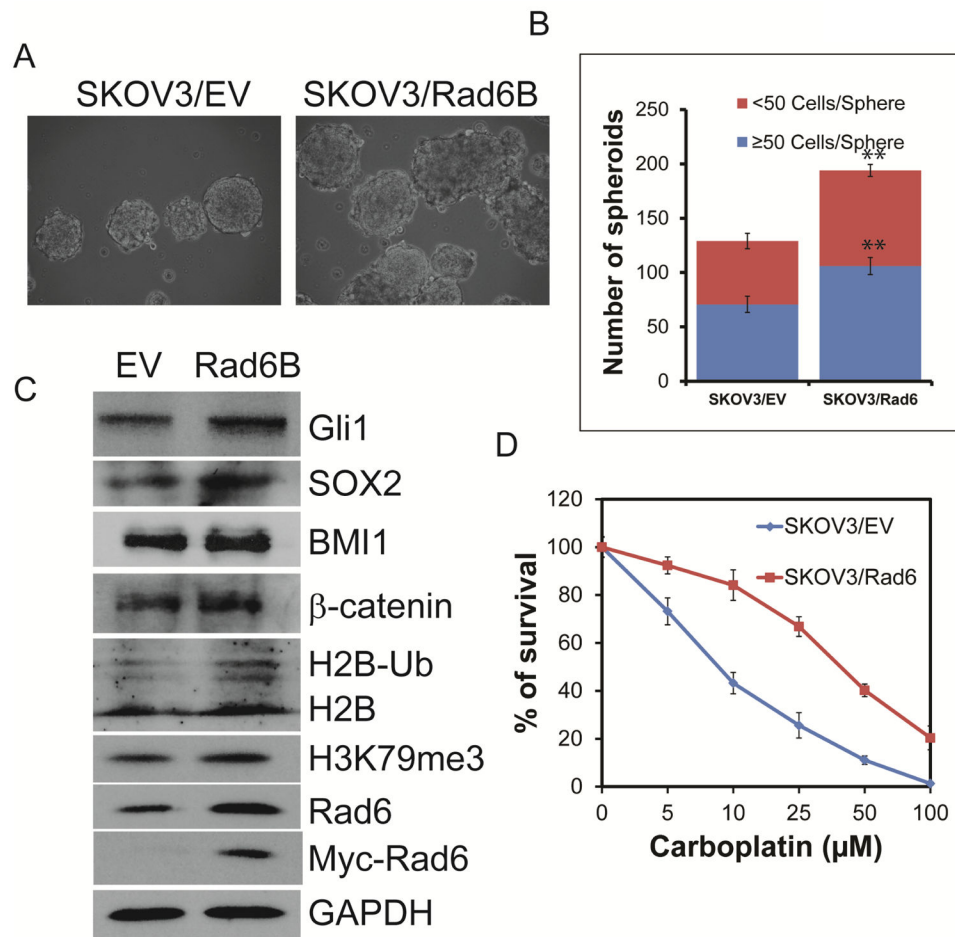 A
SKOV3/EV SKOV3/Rad6B
B
<50 Cells/Sphere
≥50 Cells/Sphere
Number of spheroids
250
200
150
100
50
0
**
**
SKOV3/EV SKOV3/Rad6
C
EV Rad6B
Gli1
SOX2
BMI1
β-catenin
H2B-Ub
H2B
H3K79me3
Rad6
Myc-Rad6
GAPDH
D
% of survival
120
100
80
60
40
20
0
SKOV3/EV
SKOV3/Rad6
0 5 10 25 50 100
Carboplatin (µM)